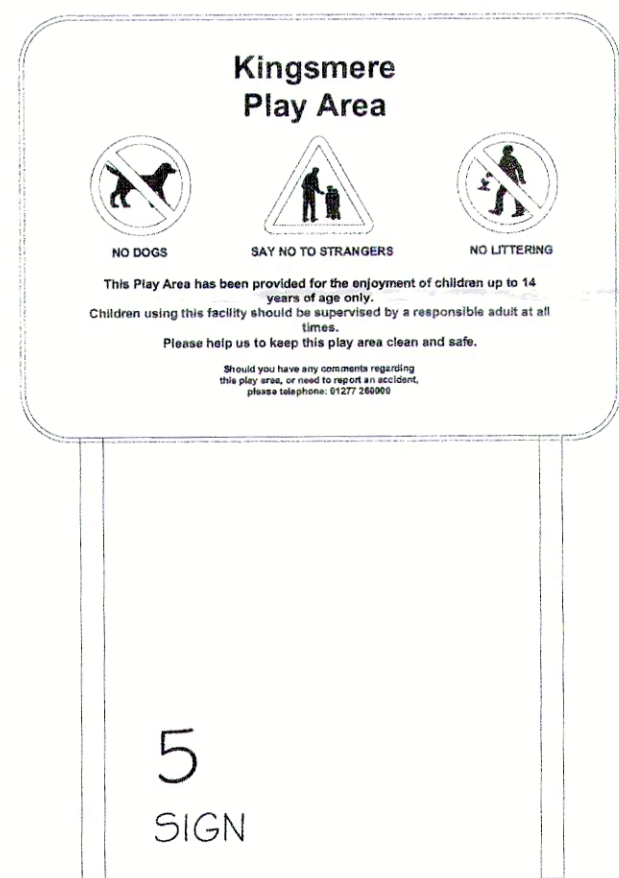 Kingsmere
Play Area
NO DOGS
SAY NO TO STRANGERS
NO LITTERING
This Play Area has been provided for the enjoyment of children up to 14
years of age only.
Children using this facility should be supervised by a responsible adult at all
times.
Please help us to keep this play area clean and safe.
Should you have any comments regarding
this play area, or need to report an accident,
please telephone: 01277 260000
5
SIGN